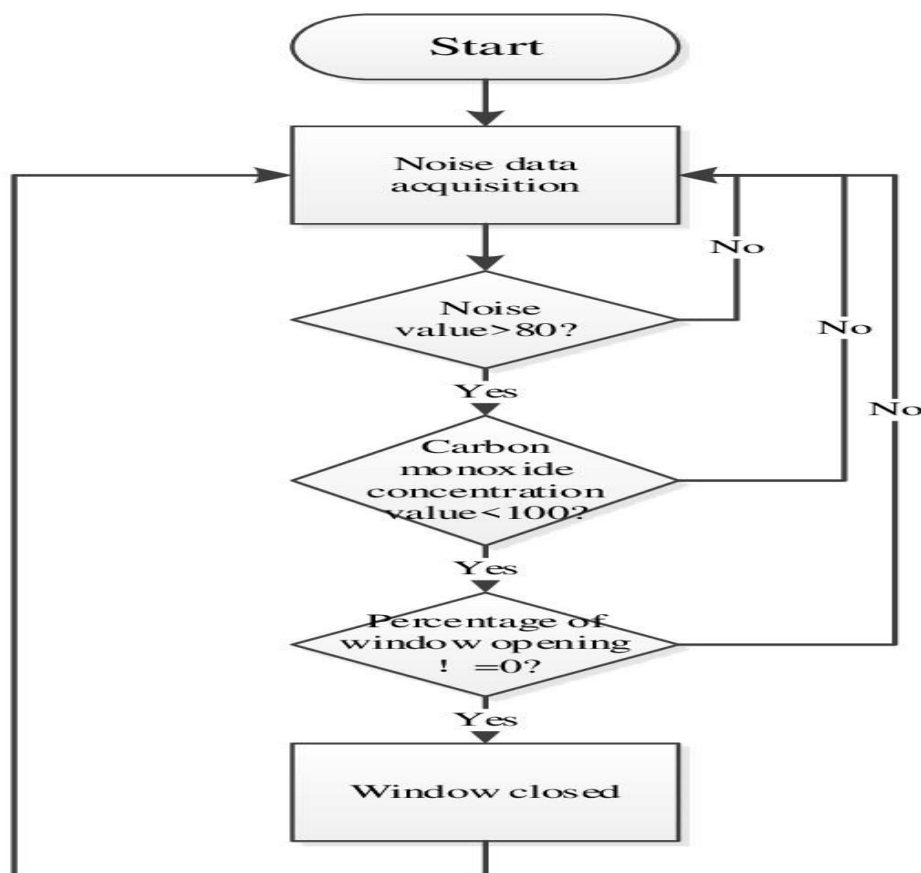 Start
Noise data
acquisition
No
Noise
value>80?
No
Yes
No
Carbon
monoxide
concentration
value<100?
Yes
Percentage of
window opening
! =0?
Yes
Window closed